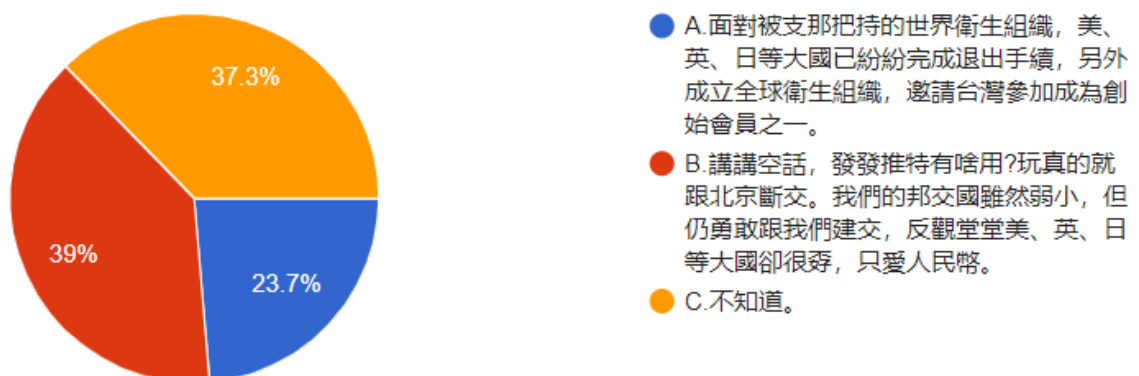 37.3%
39%
23.7%
A.面對被支那把持的世界衛生組織，美、
英、日等大國已紛紛完成退出手續，另外
成立全球衛生組織，邀請台灣參加成為創
始會員之一。
B.講講空話，發發推特有啥用?玩真的就
跟北京斷交。我們的邦交國雖然弱小，但
仍勇敢跟我們建交，反觀堂堂美、英、日
等大國卻很孬，只愛人民幣。
C.不知道。